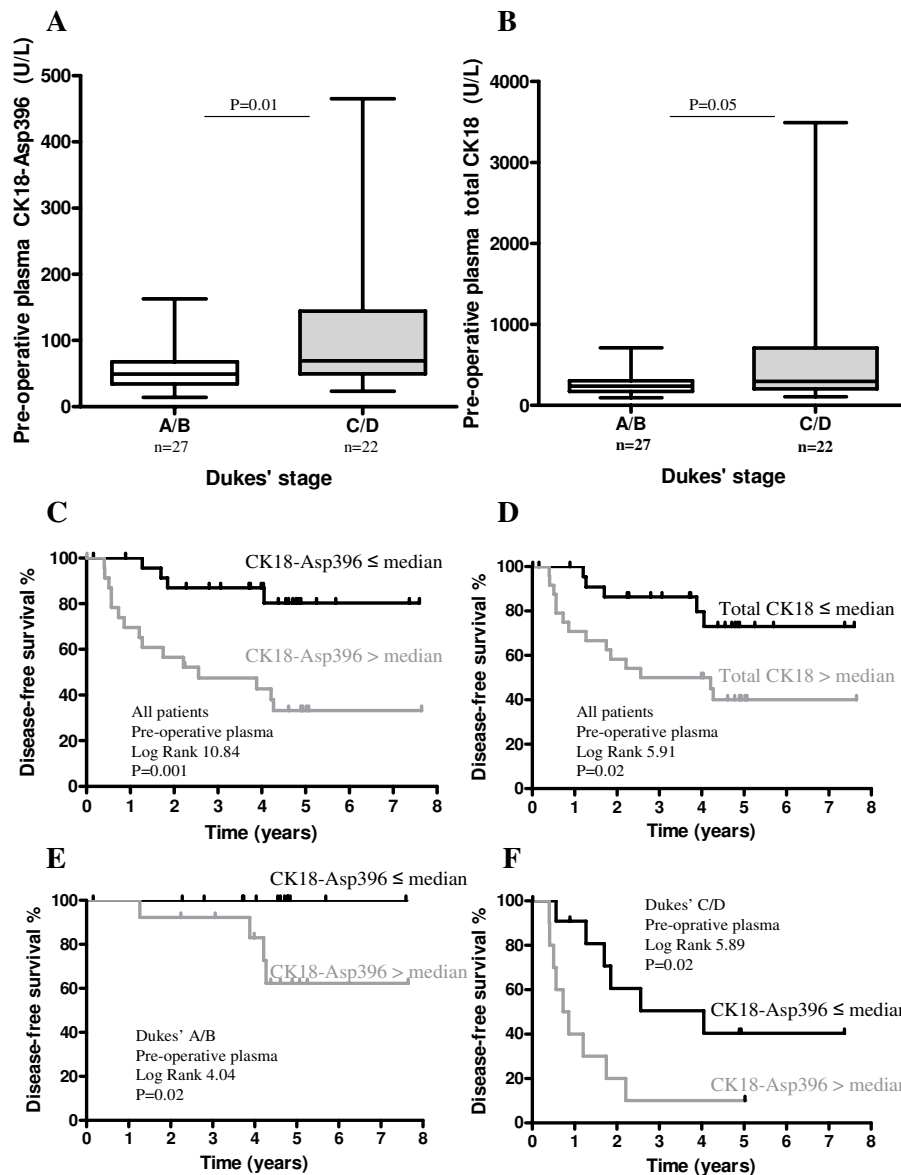 A
Pre-operative plasma CK18-Asp396 (U/L)
500
400
300
200
100
0
P=0.01
A/B
C/D
n=27
n=22
Dukes' stage
B
Pre-operative plasma total CK18 (U/L)
4000
3000
2000
1000
0
P=0.05
A/B
C/D
n=27
n=22
Dukes' stage
C
Disease-free survival %
100
80
60
40
20
0
CK18-Asp396 ≤ median
CK18-Asp396 > median
All patients
Pre-operative plasma
Log Rank 10.84
P=0.001
0 1 2 3 4 5 6 7 8
Time (years)
D
Disease-free survival %
100
80
60
40
20
0
Total CK18 ≤ median
Total CK18 > median
All patients
Pre-operative plasma
Log Rank 5.91
P=0.02
0 1 2 3 4 5 6 7 8
Time (years)
E
Disease-free survival %
100
80
60
40
20
0
CK18-Asp396 ≤ median
CK18-Asp396 > median
Dukes' A/B
Pre-operative plasma
Log Rank 4.04
P=0.02
0 1 2 3 4 5 6 7 8
Time (years)
F
Disease-free survival %
100
80
60
40
20
0
Dukes' C/D
Pre-oprative plasma
Log Rank 5.89
P=0.02
CK18-Asp396 ≤ median
CK18-Asp396 > median
0 1 2 3 4 5 6 7 8
Time (years)